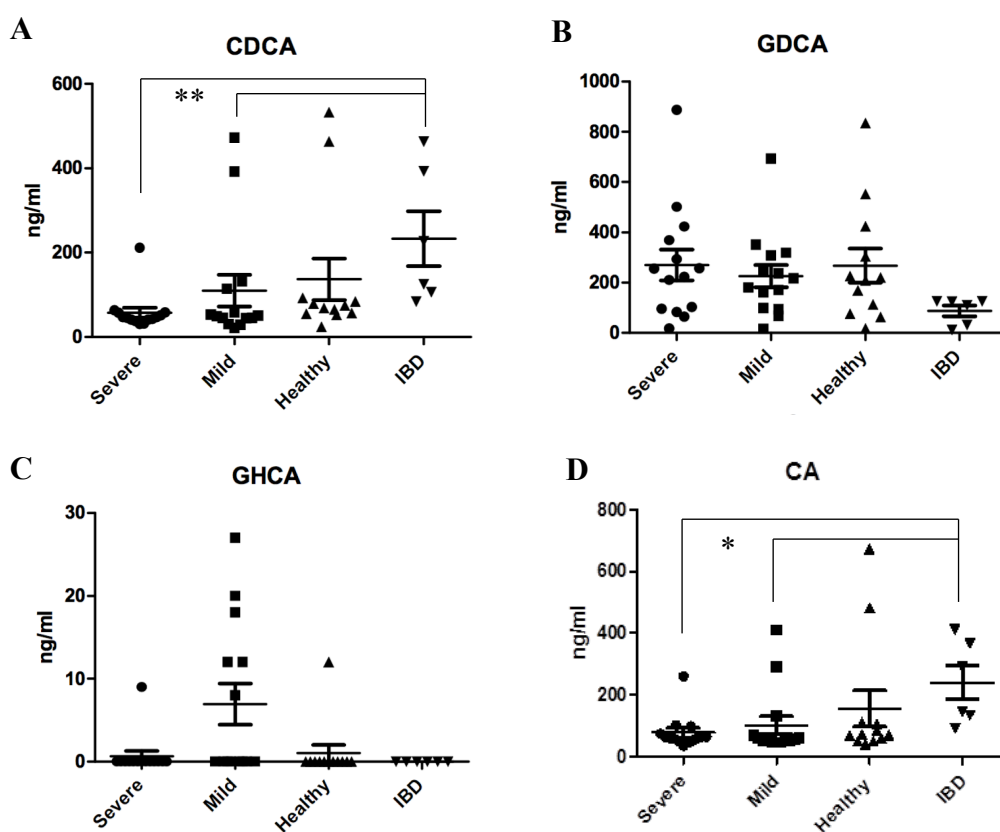 A
CDCA
600
400
200
0
ng/ml
**
Severe
Mild
Healthy
IBD
B
GDCA
1000
800
600
400
200
0
ng/ml
Severe
Mild
Healthy
IBD
C
GHCA
30
20
10
0
ng/ml
Severe
Mild
Healthy
IBD
D
CA
800
600
400
200
0
ng/ml
*
Severe
Mild
Healthy
IBD